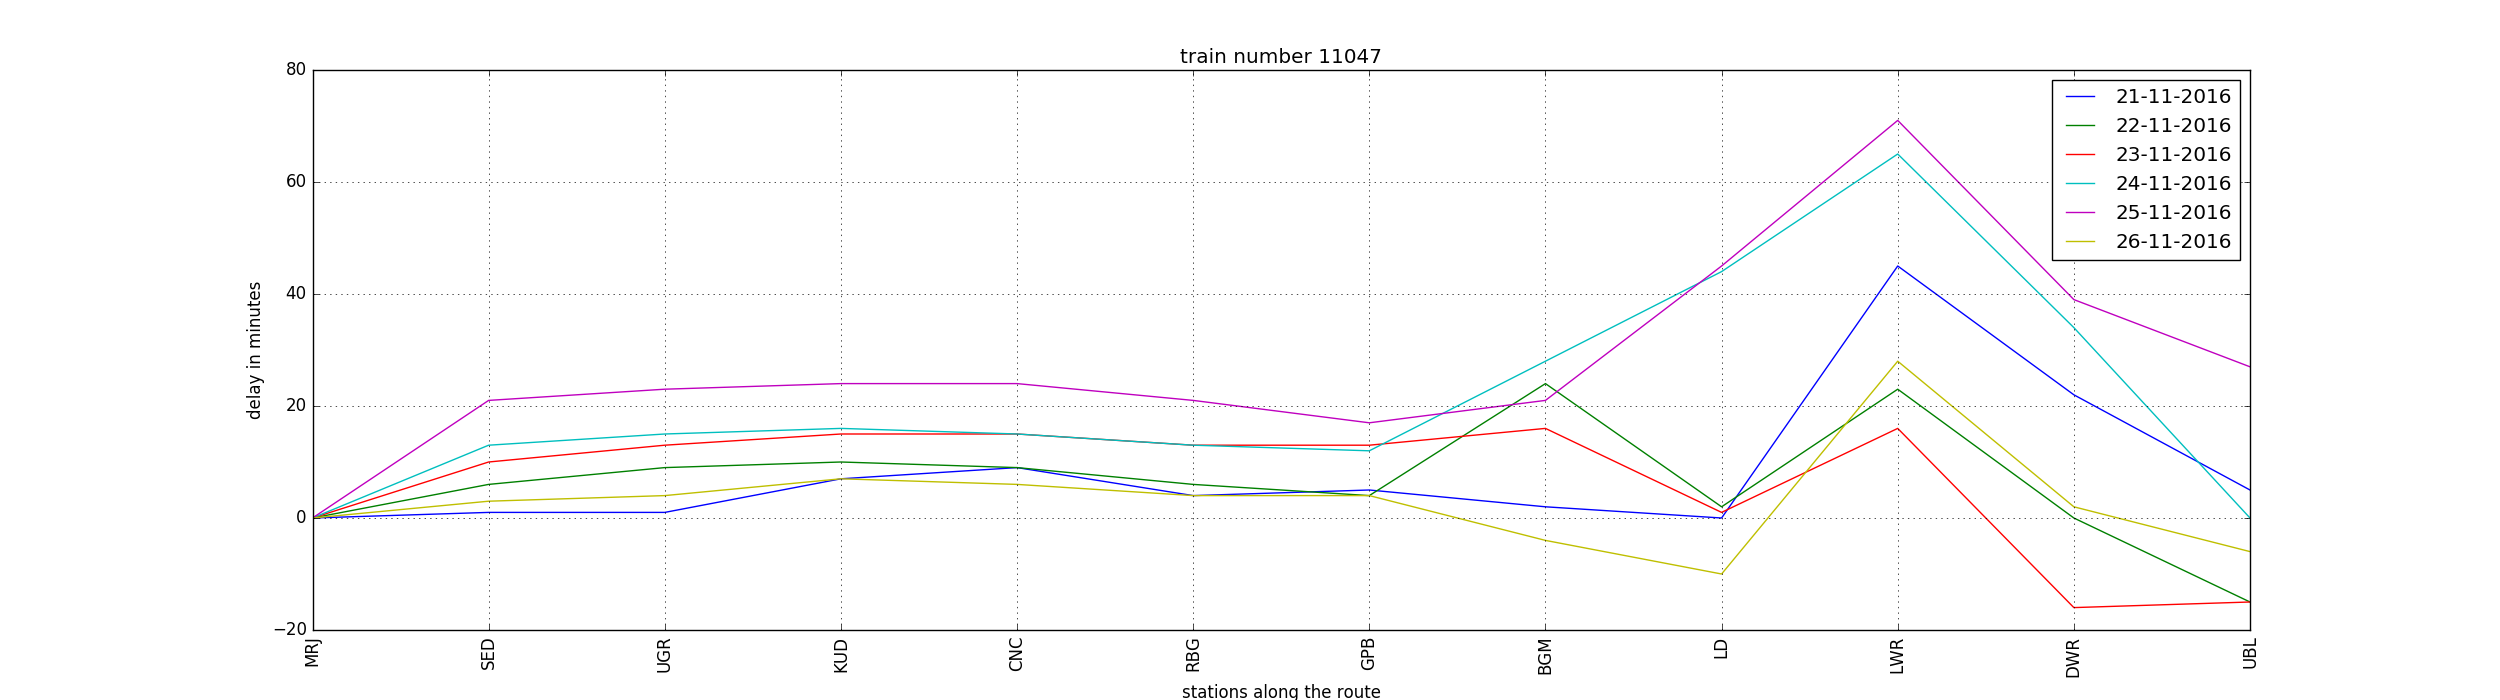 train number 11047
80
60
40
20
0
−20
delay in minutes
21-11-2016
22-11-2016
23-11-2016
24-11-2016
25-11-2016
26-11-2016
MRJ
SED
UGR
KUD
CNC
RBG
GPB
BGM
LD
LWR
DWR
UBL
stations along the route